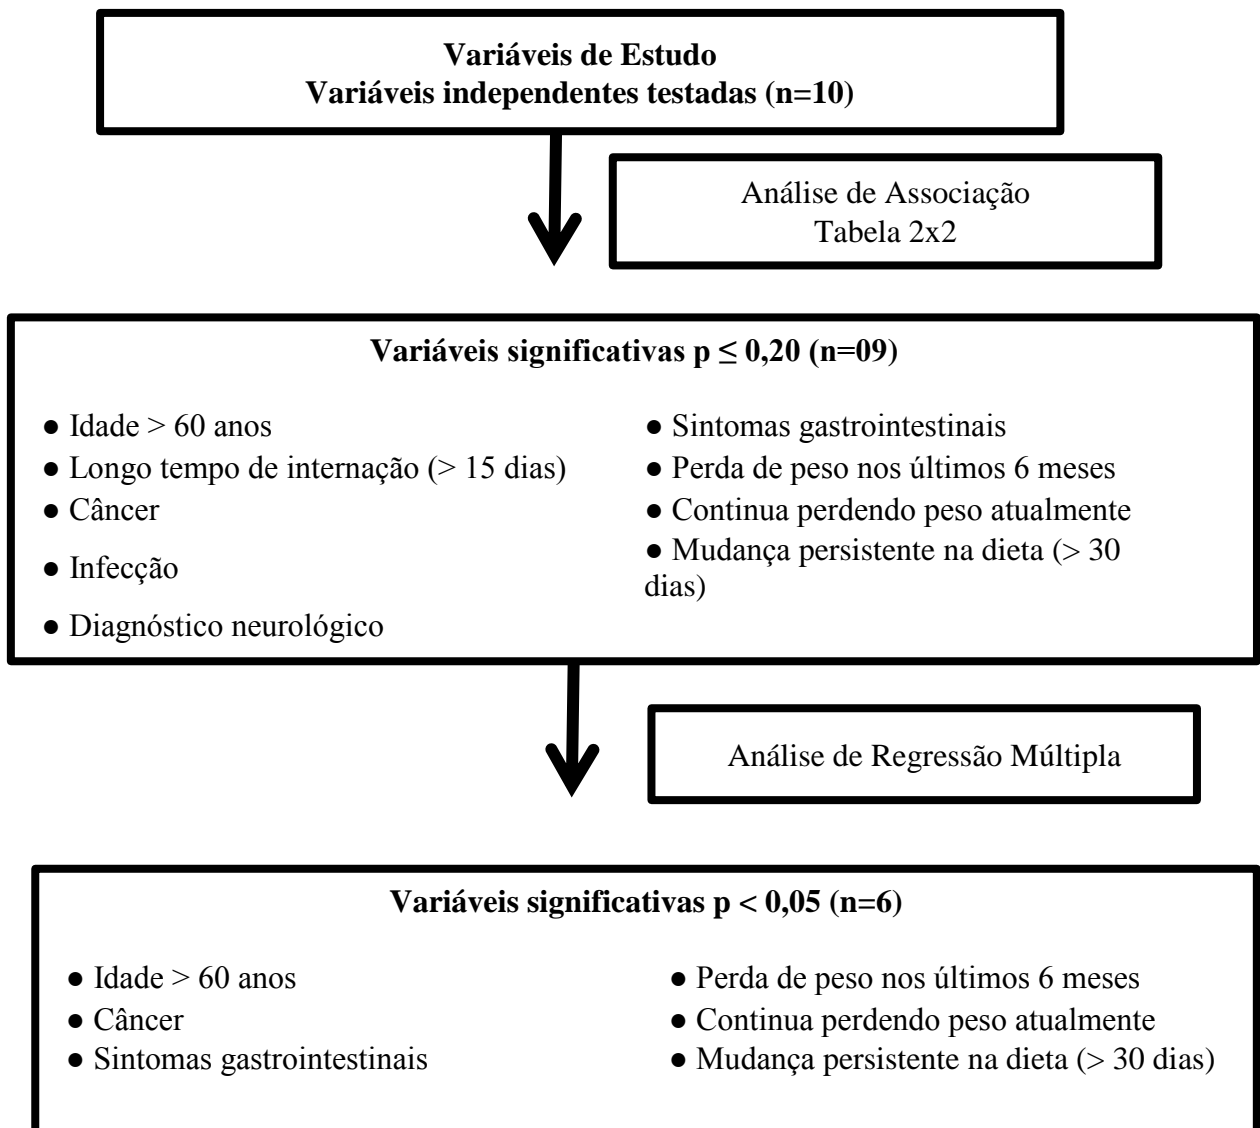 Variáveis de Estudo
Variáveis independentes testadas (n=10)
Análise de Associação
Tabela 2x2
Variáveis significativas p ≤ 0,20 (n=09)
● Idade > 60 anos
● Longo tempo de internação (> 15 dias)
● Câncer
● Infecção
● Diagnóstico neurológico
● Sintomas gastrointestinais
● Perda de peso nos últimos 6 meses
● Continua perdendo peso atualmente
● Mudança persistente na dieta (> 30
dias)
Análise de Regressão Múltipla
Variáveis significativas p < 0,05 (n=6)
● Idade > 60 anos
● Câncer
● Sintomas gastrointestinais
● Perda de peso nos últimos 6 meses
● Continua perdendo peso atualmente
● Mudança persistente na dieta (> 30 dias)